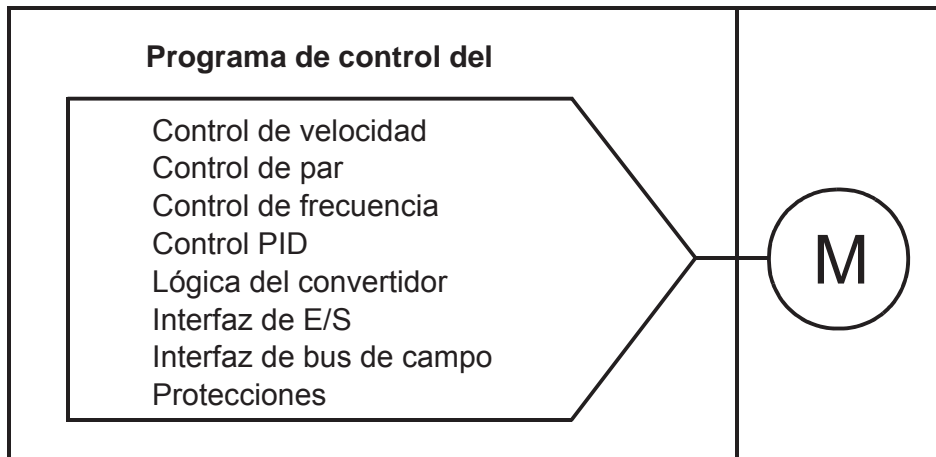 Programa de control del
Control de velocidad
Control de par
Control de frecuencia
Control PID
Lógica del convertidor
Interfaz de E/S
Interfaz de bus de campo
Protecciones
M